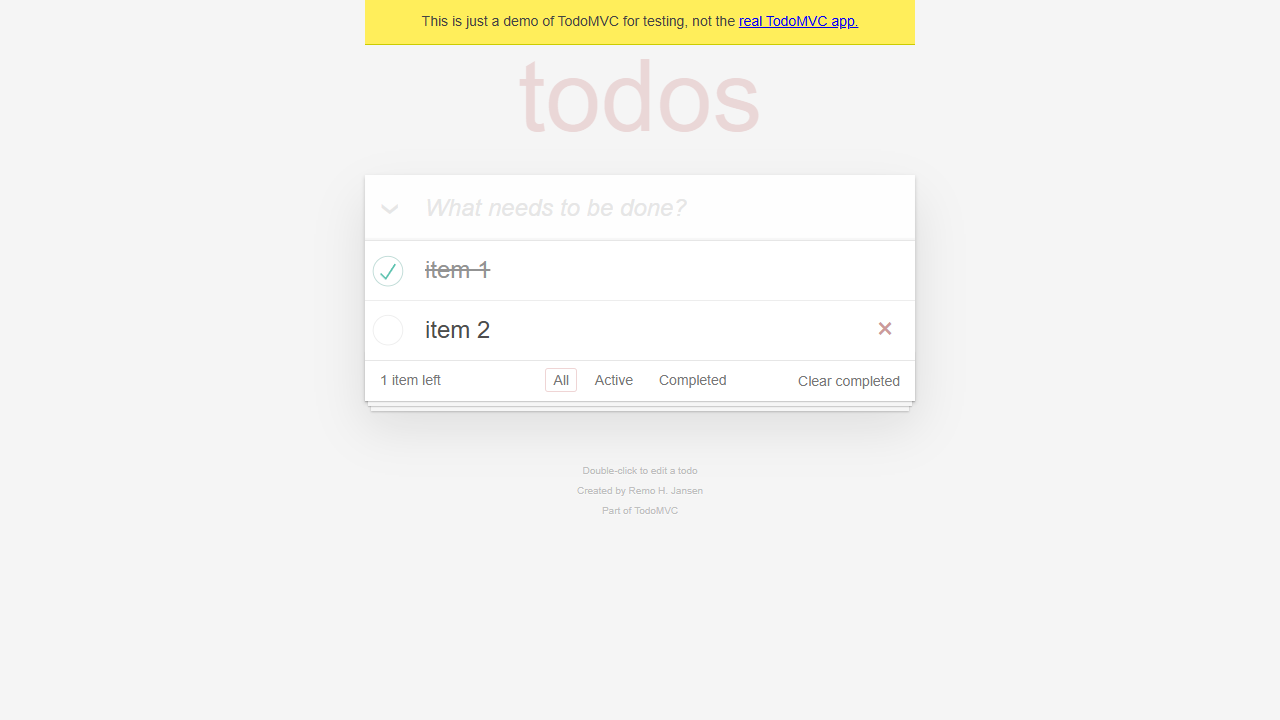 This is just a demo of TodoMVC for testing, not the real TodoMVC app.
todos
What needs to be done?
item 1
item 2
1 item left All Active Completed Clear completed
Double-click to edit a todo
Created by Remo H. Jansen
Part of TodoMVC